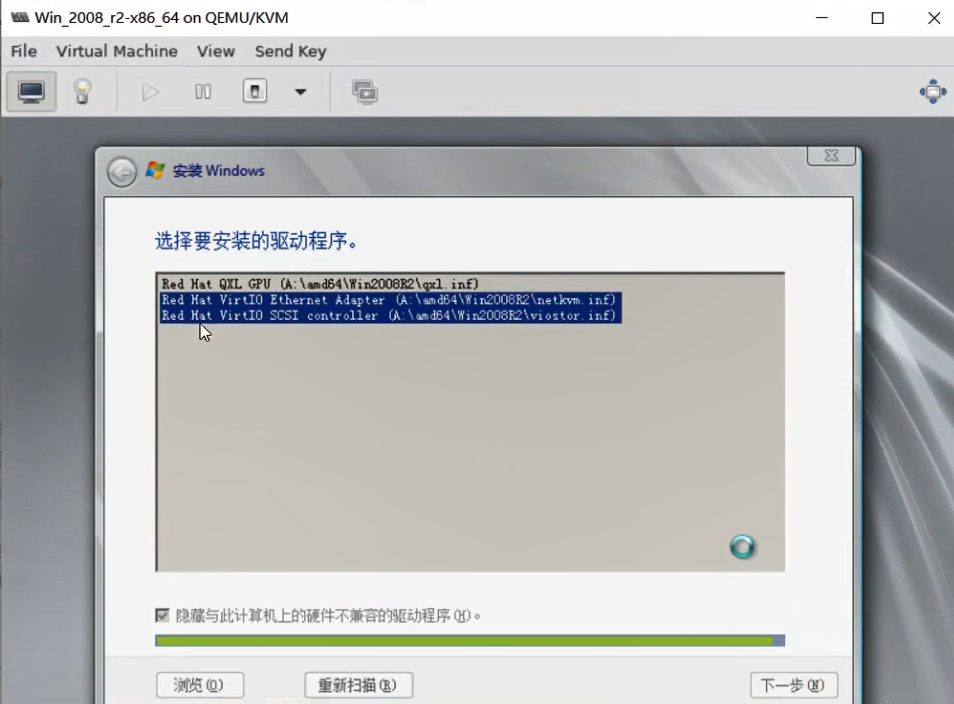 Win_2008_r2-x86_64 on QEMU/KVM
File Virtual Machine View Send Key
安装 Windows
选择要安装的驱动程序。
Red Hat QXL GPU (A:\amd64\Win2008R2\qxl.inf)
Red Hat VirtIO Ethernet Adapter (A:\amd64\Win2008R2\netkvm.inf)
Red Hat VirtIO SCSI controller (A:\amd64\Win2008R2\viostor.inf)
隐藏与此计算机上的硬件不兼容的驱动程序(H)。
浏览(O) 重新扫描(R) 下一步(N)